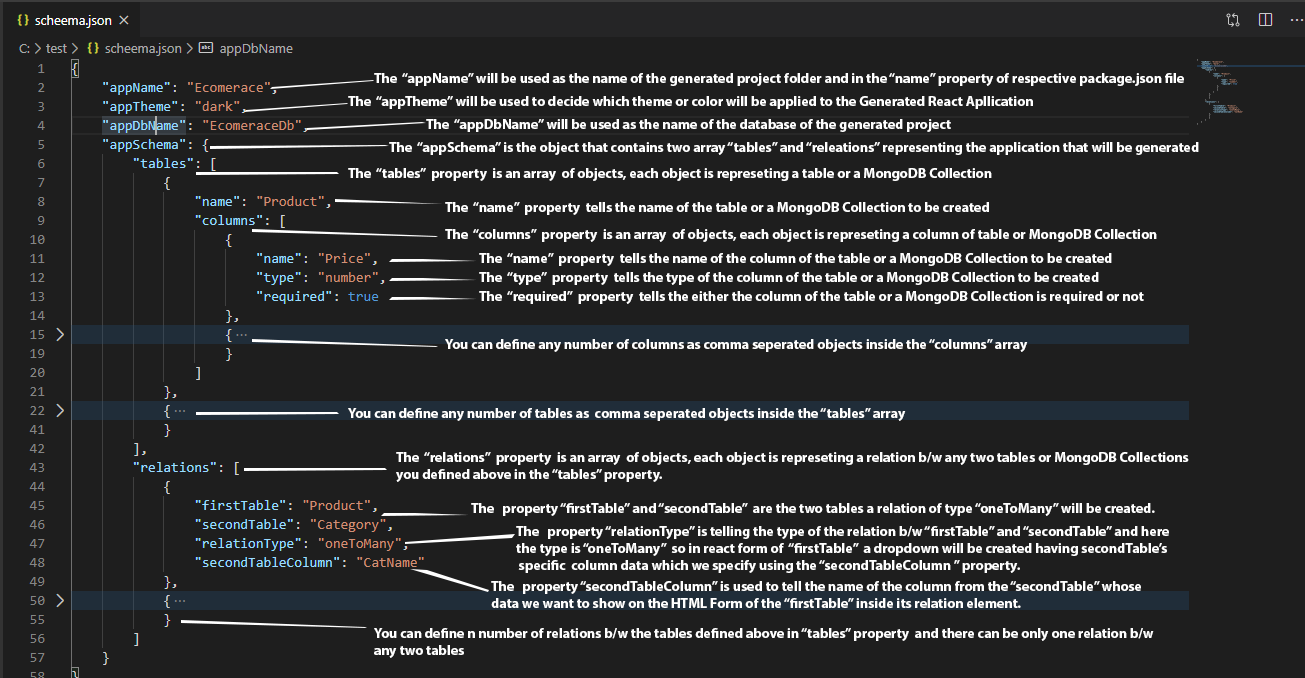 {} scheema.json ×
C: > test > {} scheema.json > abc appDbName
1 {
2 "appName": "Ecomerace", The "appName" will be used as the name of the generated project folder and in the "name" property of respective package.json file
3 "appTheme": "dark", The "appTheme" will be used to decide which theme or color will be applied to the Generated React Apllication
4 "appDbName": "EcomeraceDb", The "appDbName" will be used as the name of the database of the generated project
5 "appSchema": { The "appSchema" is the object that contains two array "tables" and "releations" representing the application that will be generated
6 "tables": [
The "tables" property is an array of objects, each object is represeting a table or a MongoDB Collection
7 {
8 "name": "Product", The "name" property tells the name of the table or a MongoDB Collection to be created
9 "columns": [
The "columns" property is an array of objects, each object is represeting a column of table or MongoDB Collection
10 {
11 "name": "Price", The "name" property tells the name of the column of the table or a MongoDB Collection to be created
12 "type": "number", The "type" property tells the type of the column of the table or a MongoDB Collection to be created
13 "required": true The "required" property tells the either the column of the table or a MongoDB Collection is required or not
14 },
15 { ···
You can define any number of columns as comma seperated objects inside the "columns" array
19 }
20 ]
21 },
22 { ··· You can define any number of tables as comma seperated objects inside the "tables" array
41 }
42 ],
43 "relations": [ The "relations" property is an array of objects, each object is represeting a relation b/w any two tables or MongoDB Collections
you defined above in the "tables" property.
44 {
45 "firstTable": "Product", The property "firstTable" and "secondTable" are the two tables a relation of type "oneToMany" will be created.
46 "secondTable": "Category",
The property "relationType" is telling the type of the relation b/w "firstTable" and "secondTable" and here
47 "relationType": "oneToMany", the type is "oneToMany" so in react form of "firstTable" a dropdown will be created having secondTable's
48 "secondTableColumn": "CatName" specific column data which we specify using the "secondTableColumn" property.
49 }, The property "secondTableColumn" is used to tell the name of the column from the "secondTable" whose
50 { ··· data we want to show on the HTML Form of the "firstTable" inside its relation element.
55 }
56 ] You can define n number of relations b/w the tables defined above in "tables" property and there can be only one relation b/w
any two tables
57 }
58 }